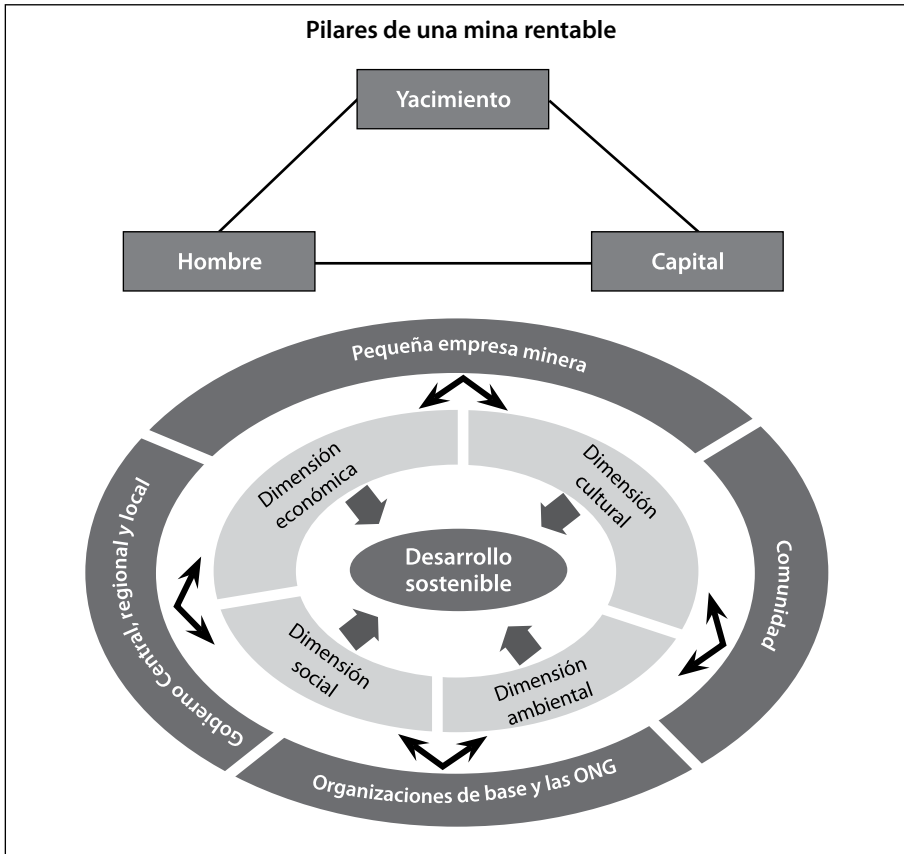 Pilares de una mina rentable
Yacimiento
Hombre
Capital
Pequeña empresa minera
Dimensión
económica
Dimensión
cultural
Gobierno Central, regional y local
Desarrollo
sostenible
Comunidad
Dimensión
social
Dimensión
ambiental
Organizaciones de base y las ONG